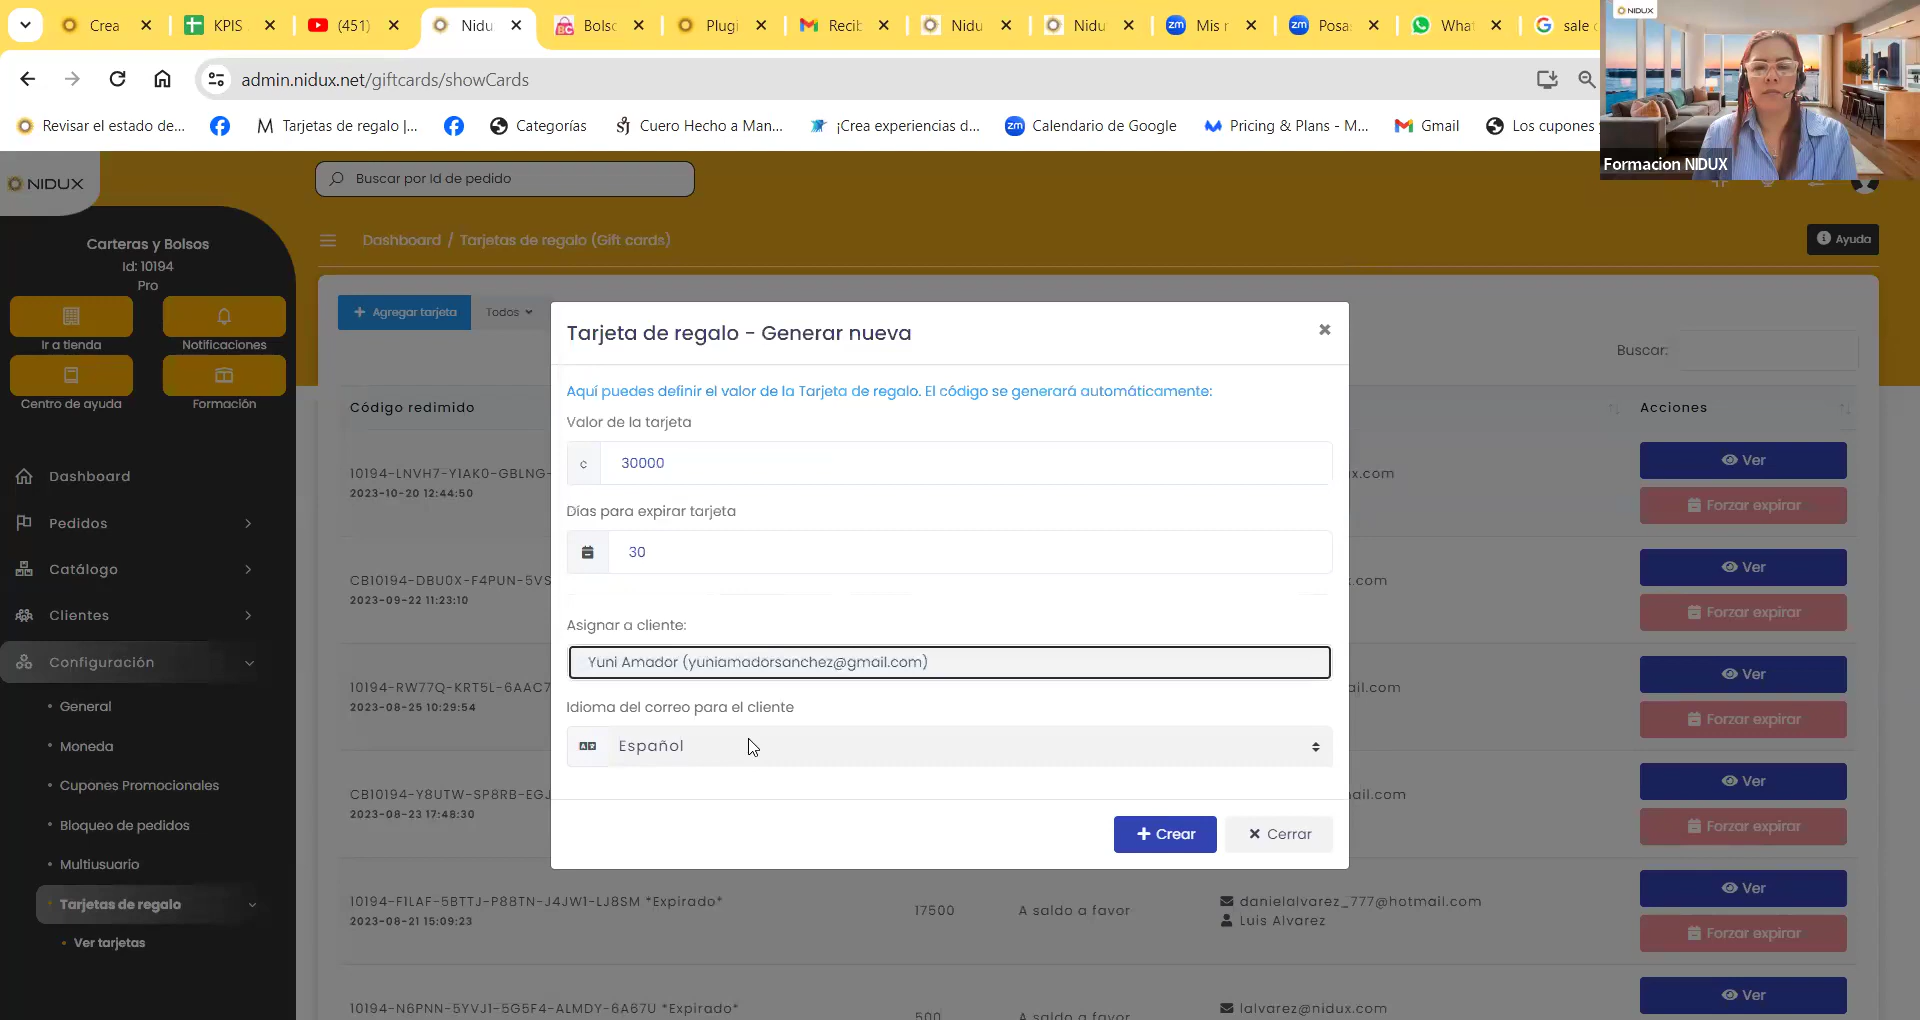 Crea
KPIS
(451)
Nidu
Bolso
Plugi
Recib
Nidu
Nidu
zm Mis r
zm Posa
What
sale
NIDUX
admin.nidux.net/giftcards/showCards
Revisar el estado de...
M Tarjetas de regalo |...
Categorías
Cuero Hecho a Man...
¡Crea experiencias d...
zm Calendario de Google
Pricing & Plans - M...
Gmail
Los cupones
Formacion NIDUX
NIDUX
Buscar por Id de pedido
Carteras y Bolsos
Id: 10194
Pro
Ir a tienda
Notificaciones
Centro de ayuda
Formación
Dashboard
Pedidos
Catálogo
Clientes
Configuración
General
Moneda
Cupones Promocionales
Bloqueo de pedidos
Multiusuario
Tarjetas de regalo
Ver tarjetas
Dashboard / Tarjetas de regalo (Gift cards)
Ayuda
+ Agregar tarjeta
Todos
Buscar:
Código redimido
Acciones
10194-LNVH7-Y1AK0-GBLNG-
2023-10-20 12:44:50
x.com
Ver
Forzar expirar
CB10194-DBU0X-F4PUN-5VS
2023-09-22 11:23:10
.com
Ver
Forzar expirar
10194-RW77Q-KRT5L-6AAC7
2023-08-25 10:29:54
ail.com
Ver
Forzar expirar
CB10194-Y8UTW-SP8RB-EGJ
2023-08-23 17:48:30
ail.com
Ver
Forzar expirar
10194-F1LAF-5BTTJ-P8BTN-J4JW1-LJ8SM *Expirado*
2023-08-21 15:09:23
17500
A saldo a favor
danielalvarez_777@hotmail.com
Luis Alvarez
Ver
Forzar expirar
10194-N6PNN-5YVJ1-5G5F4-ALMDY-6A67U *Expirado*
500
A saldo a favor
lalvarez@nidux.com
Ver
Tarjeta de regalo - Generar nueva
Aquí puedes definir el valor de la Tarjeta de regalo. El código se generará automáticamente:
Valor de la tarjeta
₡ 30000
Días para expirar tarjeta
30
Asignar a cliente:
Yuni Amador (yuniamadorsanchez@gmail.com)
Idioma del correo para el cliente
Español
+ Crear
× Cerrar